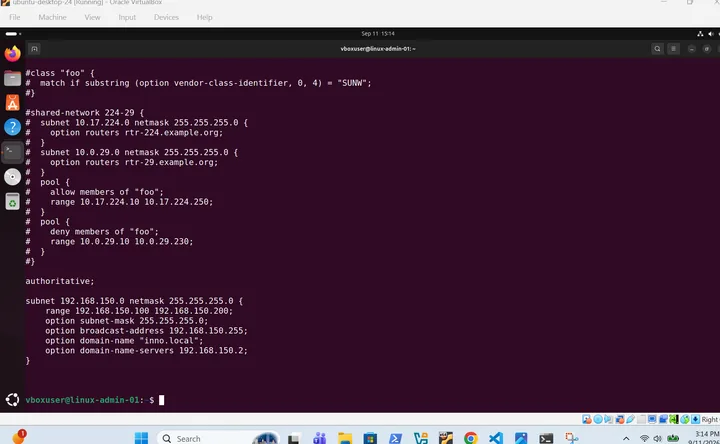 ubuntu-desktop-24 (Running) - Oracle VirtualBox
File Machine View Input Devices Help
Sep 11 15:14
vboxuser@linux-admin-01: ~
#class "foo" {
#  match if substring (option vendor-class-identifier, 0, 4) = "SUNW";
#}
#shared-network 224-29 {
#  subnet 10.17.224.0 netmask 255.255.255.0 {
#    option routers rtr-224.example.org;
#  }
#  subnet 10.0.29.0 netmask 255.255.255.0 {
#    option routers rtr-29.example.org;
#  }
#  pool {
#    allow members of "foo";
#    range 10.17.224.10 10.17.224.250;
#  }
#  pool {
#    deny members of "foo";
#    range 10.0.29.10 10.0.29.230;
#  }
#}
authoritative;
subnet 192.168.150.0 netmask 255.255.255.0 {
    range 192.168.150.100 192.168.150.200;
    option subnet-mask 255.255.255.0;
    option broadcast-address 192.168.150.255;
    option domain-name "inno.local";
    option domain-name-servers 192.168.150.2;
}
vboxuser@linux-admin-01:~$
Right
1
Search
3:14 PM